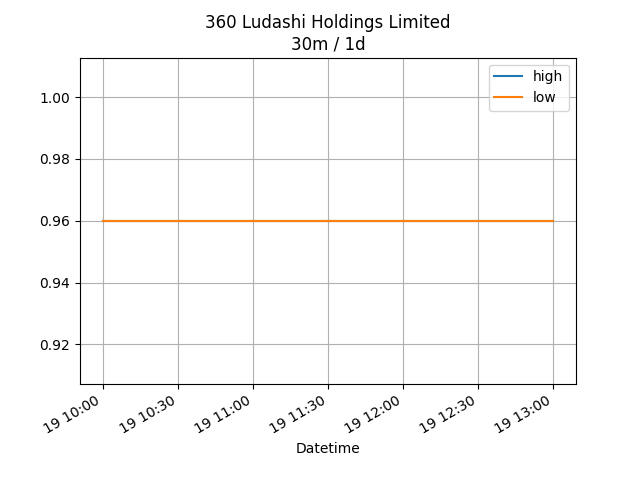 360 Ludashi Holdings Limited
30m / 1d
high
low
1.00
0.98
0.96
0.94
0.92
19 10:00
19 10:30
19 11:00
19 11:30
19 12:00
19 12:30
19 13:00
Datetime